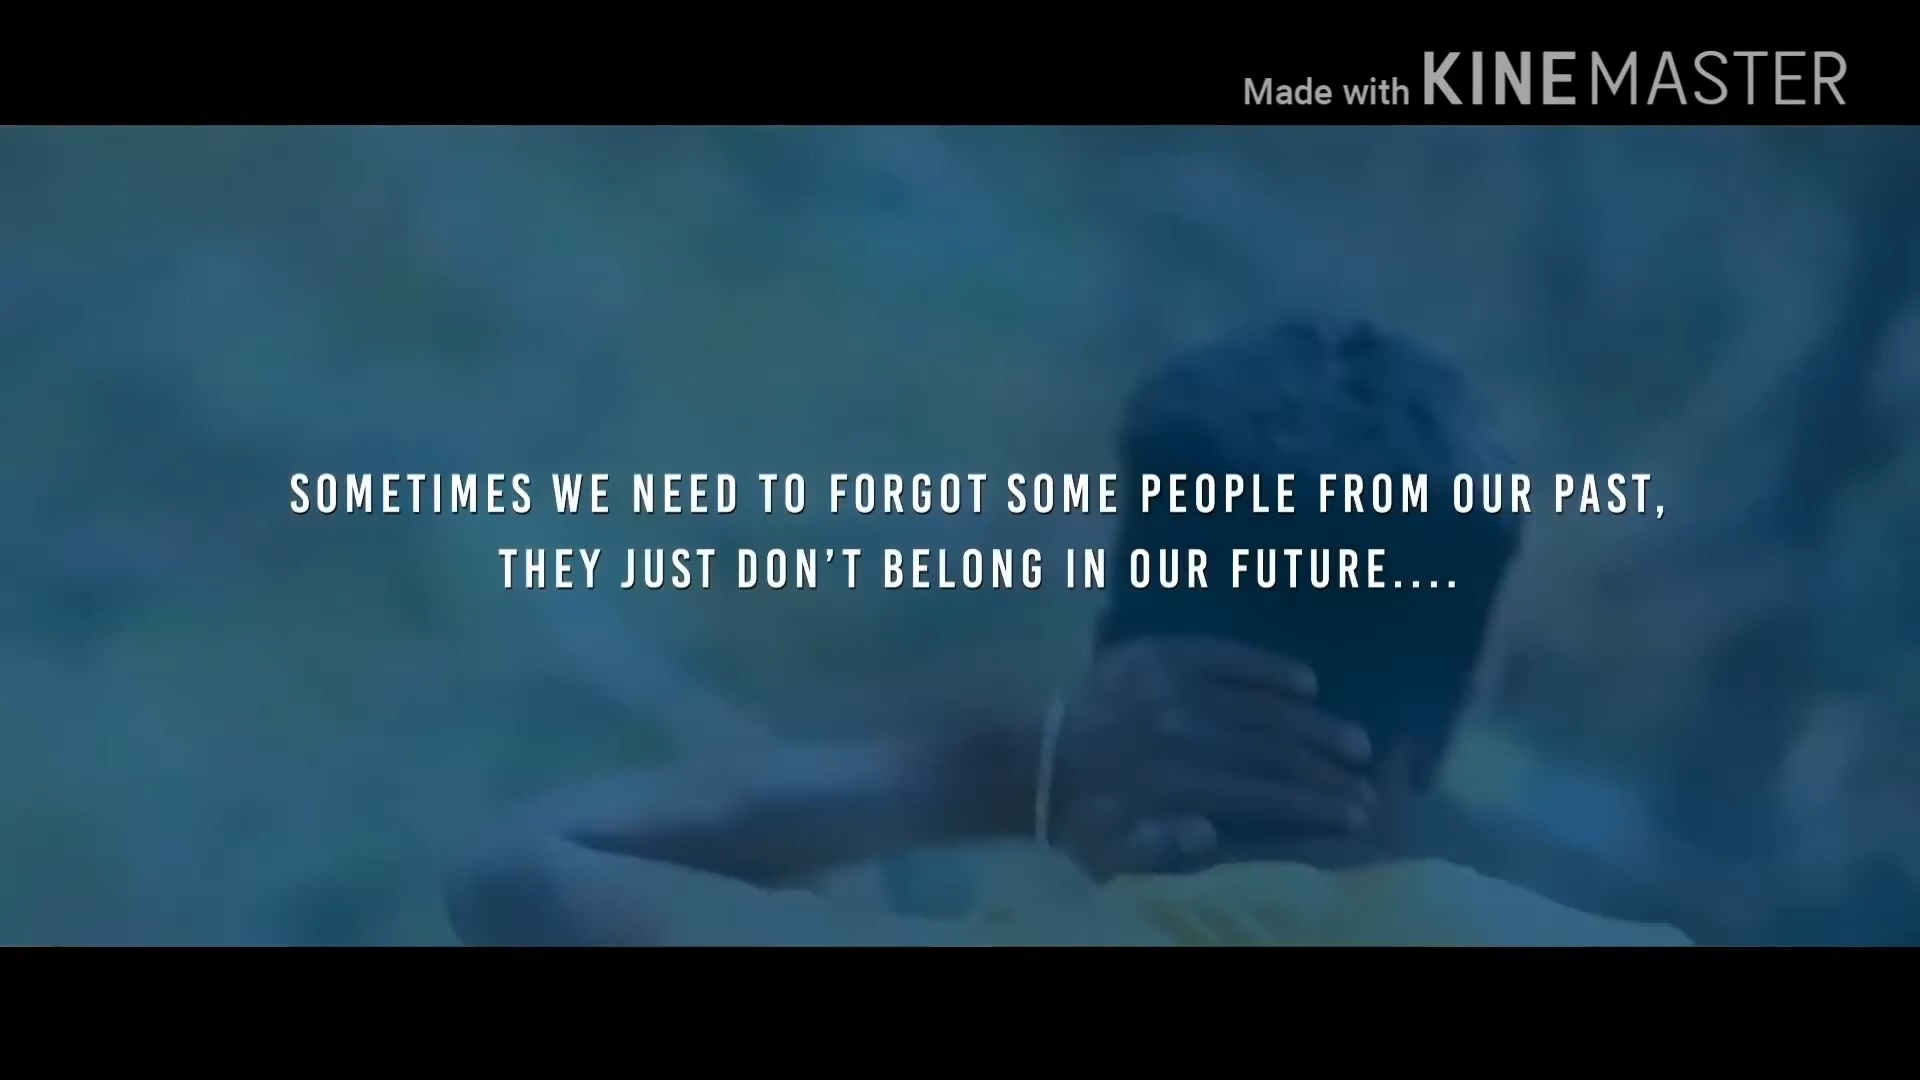 Made with KINEMASTER
SOMETIMES WE NEED TO FORGOT SOME PEOPLE FROM OUR PAST,
THEY JUST DON'T BELONG IN OUR FUTURE....